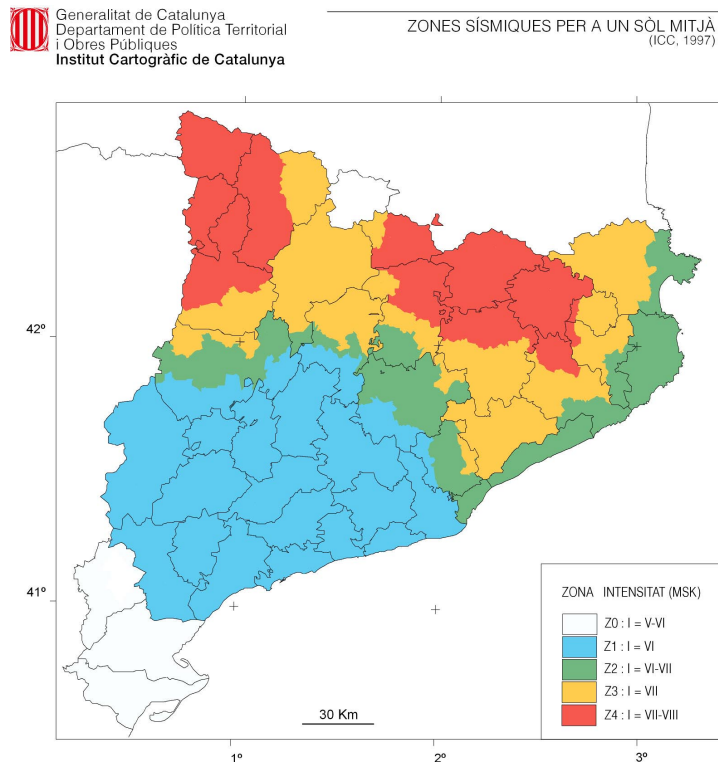 Generalitat de Catalunya
Departament de Política Territorial
i Obres Públiques
Institut Cartogràfic de Catalunya
ZONES SÍSMIQUES PER A UN SÒL MITJÀ
(ICC, 1997)
42º
41º
ZONA INTENSITAT (MSK)
Z0 : I = V-VI
Z1 : I = VI
Z2 : I = VI-VII
Z3 : I = VII
Z4 : I = VII-VIII
30 Km
1º 2º 3º